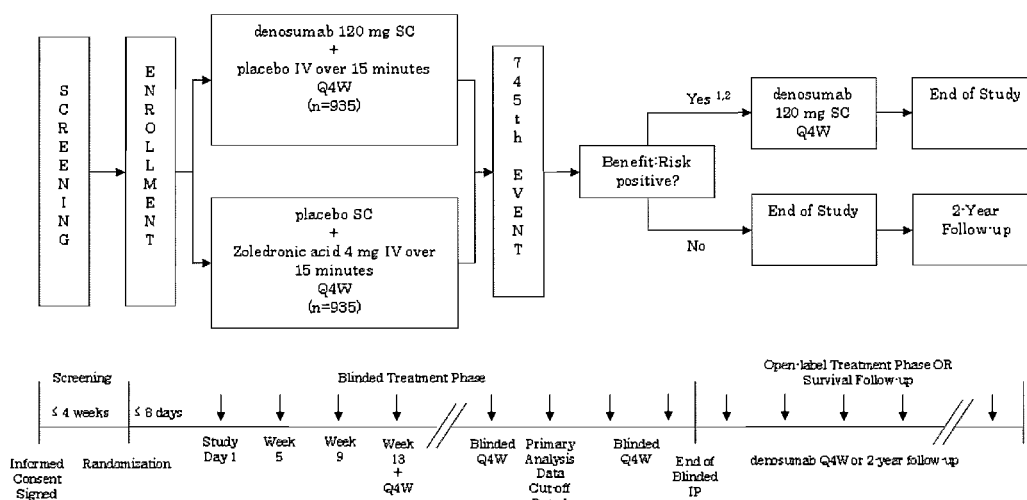 SCREENING
ENROLLMENT
denosumab 120 mg SC
+
placebo IV over 15 minutes
Q4W
(n=935)
placebo SC
+
Zoledronic acid 4 mg IV over
15 minutes
Q4W
(n=935)
745th EVENT
Benefit:Risk
positive?
Yes 1,2
No
denosumab
120 mg SC
Q4W
End of Study
End of Study
2-Year
Follow-up
Screening
Blinded Treatment Phase
Open-label Treatment Phase OR
Survival Follow-up
≤ 4 weeks
≤ 8 days
Informed
Consent
Signed
Randomization
Study
Day 1
Week
5
Week
9
Week
13
+
Q4W
Blinded
Q4W
Primary
Analysis
Data
Cut-off
Blinded
Q4W
End of
Blinded
IP
denosumab Q4W or 2-year follow-up